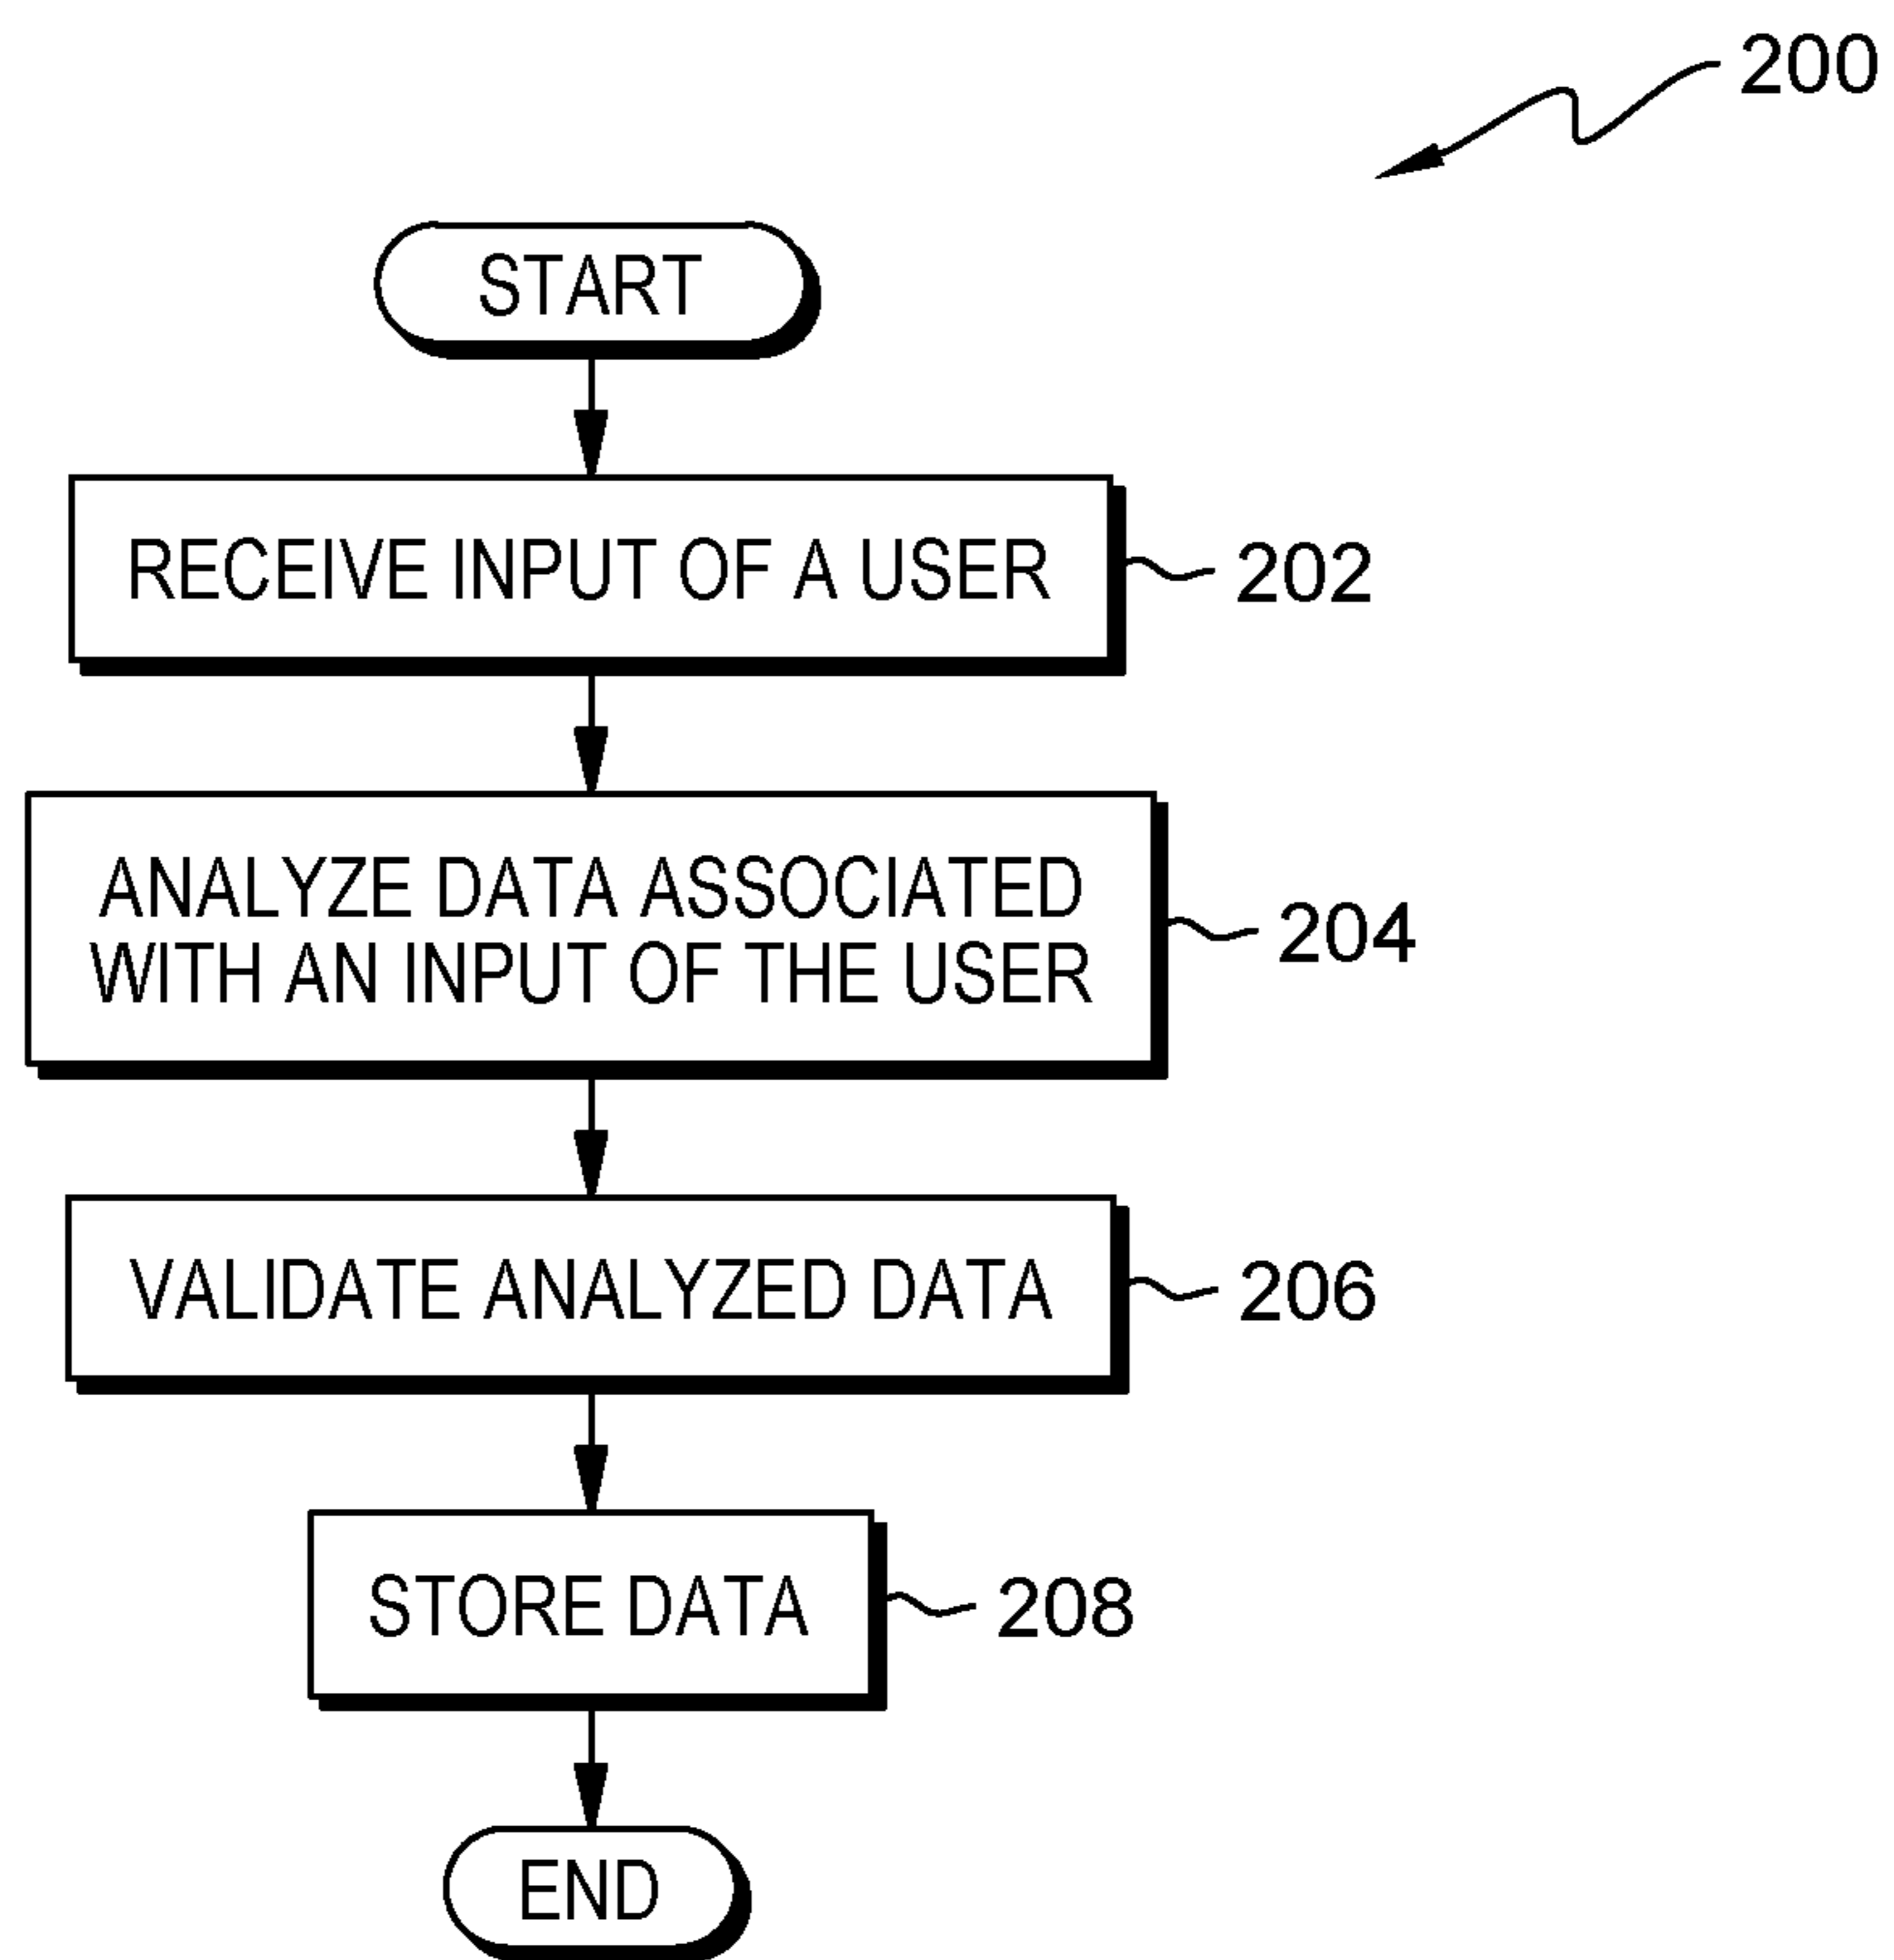 200
START
RECEIVE INPUT OF A USER
202
ANALYZE DATA ASSOCIATED
WITH AN INPUT OF THE USER
204
VALIDATE ANALYZED DATA
206
STORE DATA
208
END